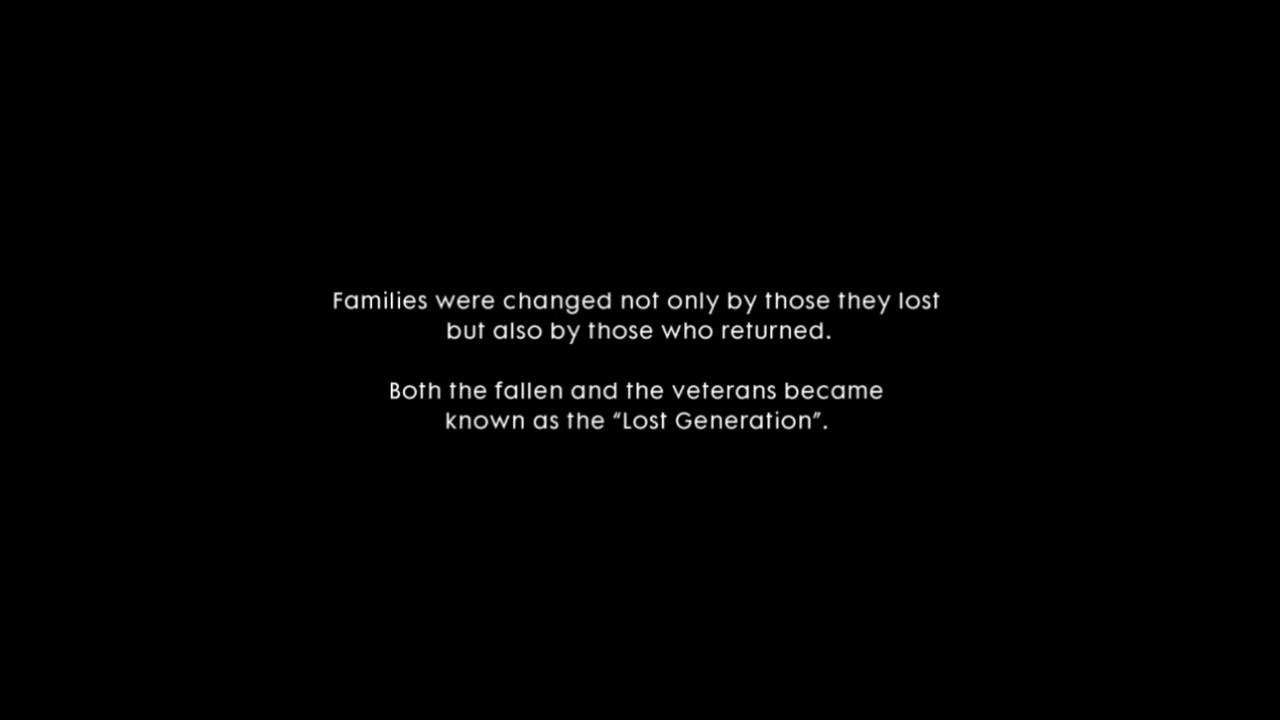 Families were changed not only by those they lost
but also by those who returned.
Both the fallen and the veterans became
known as the “Lost Generation”.